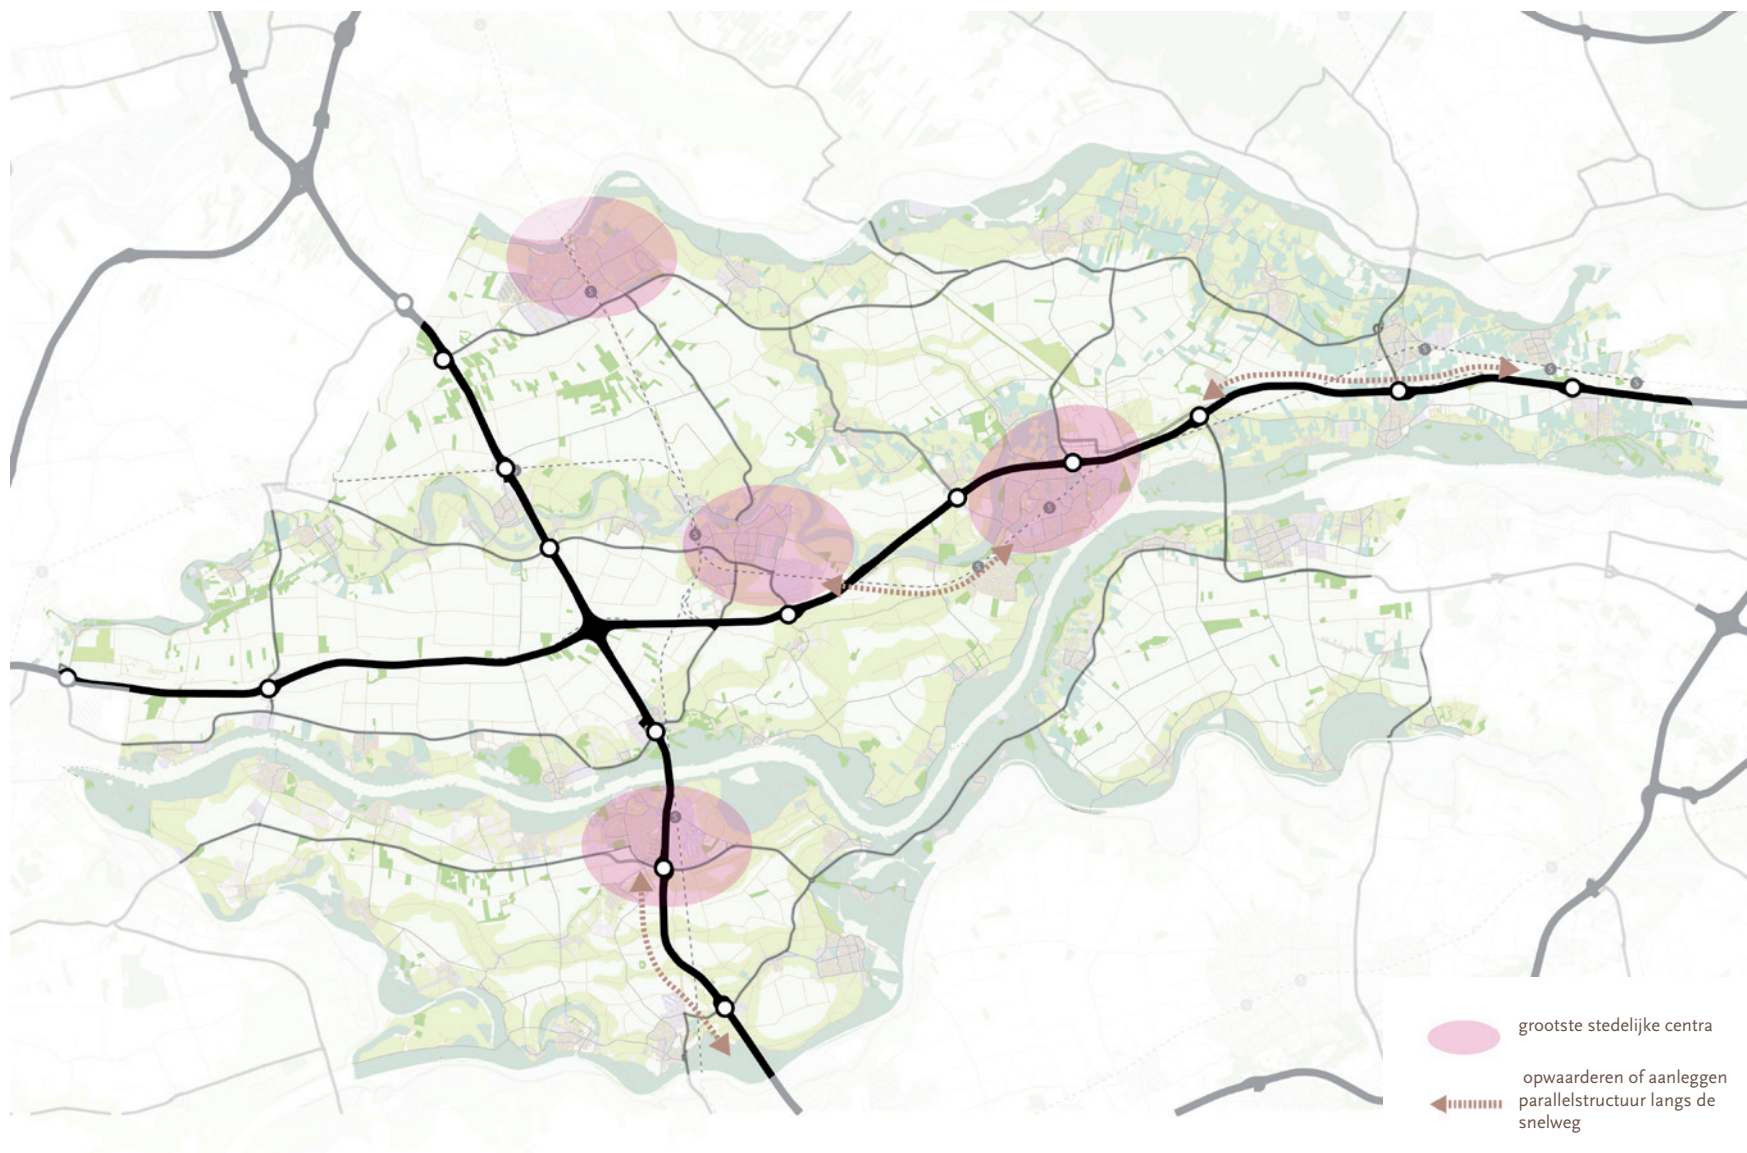 grootste stedelijke centra
opwaarderen of aanleggen
parallelstructuur langs de
snelweg